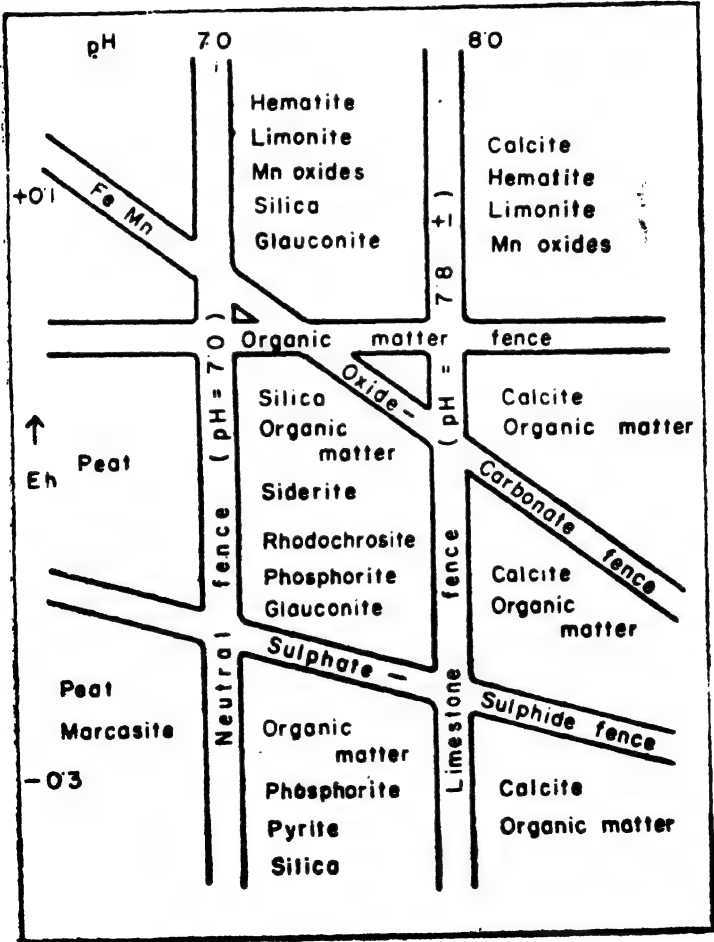 pH
7.0
8.0
Hematite
Limonite
Mn oxides
Silica
Glauconite
Calcite
Hematite
Limonite
Mn oxides
+0.1
Fe Mn
Oxide –
Carbonate fence
Organic matter fence
Neutral fence ( pH = 7.0 )
Limestone fence ( pH = 7.8 ± )
↑
Eh
Peat
Silica
Organic
matter
Siderite
Rhodochrosite
Phosphorite
Glauconite
Calcite
Organic matter
Calcite
Organic
matter
Sulphate –
Sulphide fence
Peat
Marcasite
– 0.3
Organic
matter
Phosphorite
Pyrite
Silica
Calcite
Organic matter